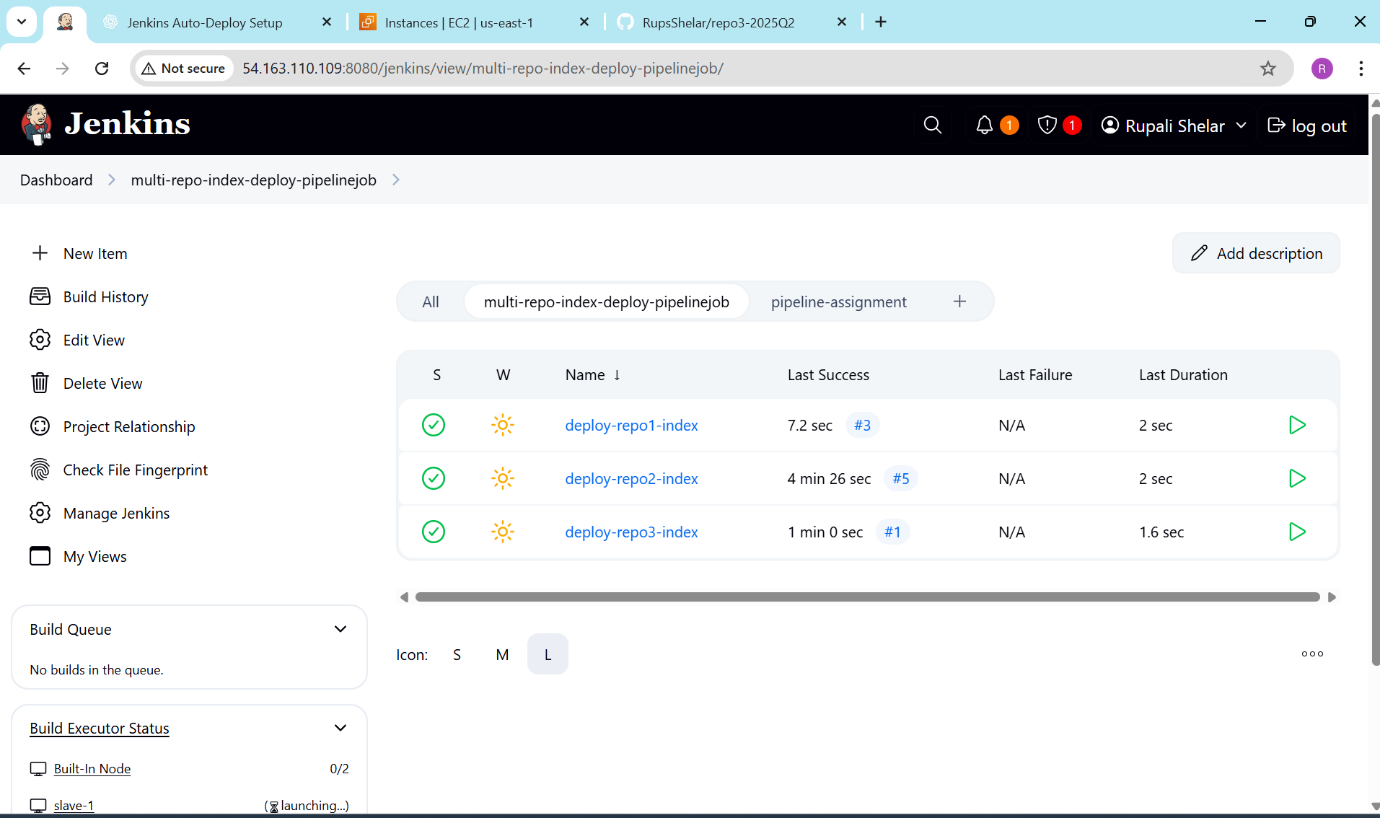 Jenkins Auto-Deploy Setup
Instances | EC2 | us-east-1
RupsShelar/repo3-2025Q2
Not secure
54.163.110.109:8080/jenkins/view/multi-repo-index-deploy-pipelinejob/
R
Jenkins
1
1
Rupali Shelar
log out
Dashboard
multi-repo-index-deploy-pipelinejob
New Item
Build History
Edit View
Delete View
Project Relationship
Check File Fingerprint
Manage Jenkins
My Views
Build Queue
No builds in the queue.
Build Executor Status
Built-In Node 0/2
slave-1 (launching...)
Add description
All multi-repo-index-deploy-pipelinejob pipeline-assignment +
S W Name ↓ Last Success Last Failure Last Duration
deploy-repo1-index 7.2 sec #3 N/A 2 sec
deploy-repo2-index 4 min 26 sec #5 N/A 2 sec
deploy-repo3-index 1 min 0 sec #1 N/A 1.6 sec
Icon: S M L